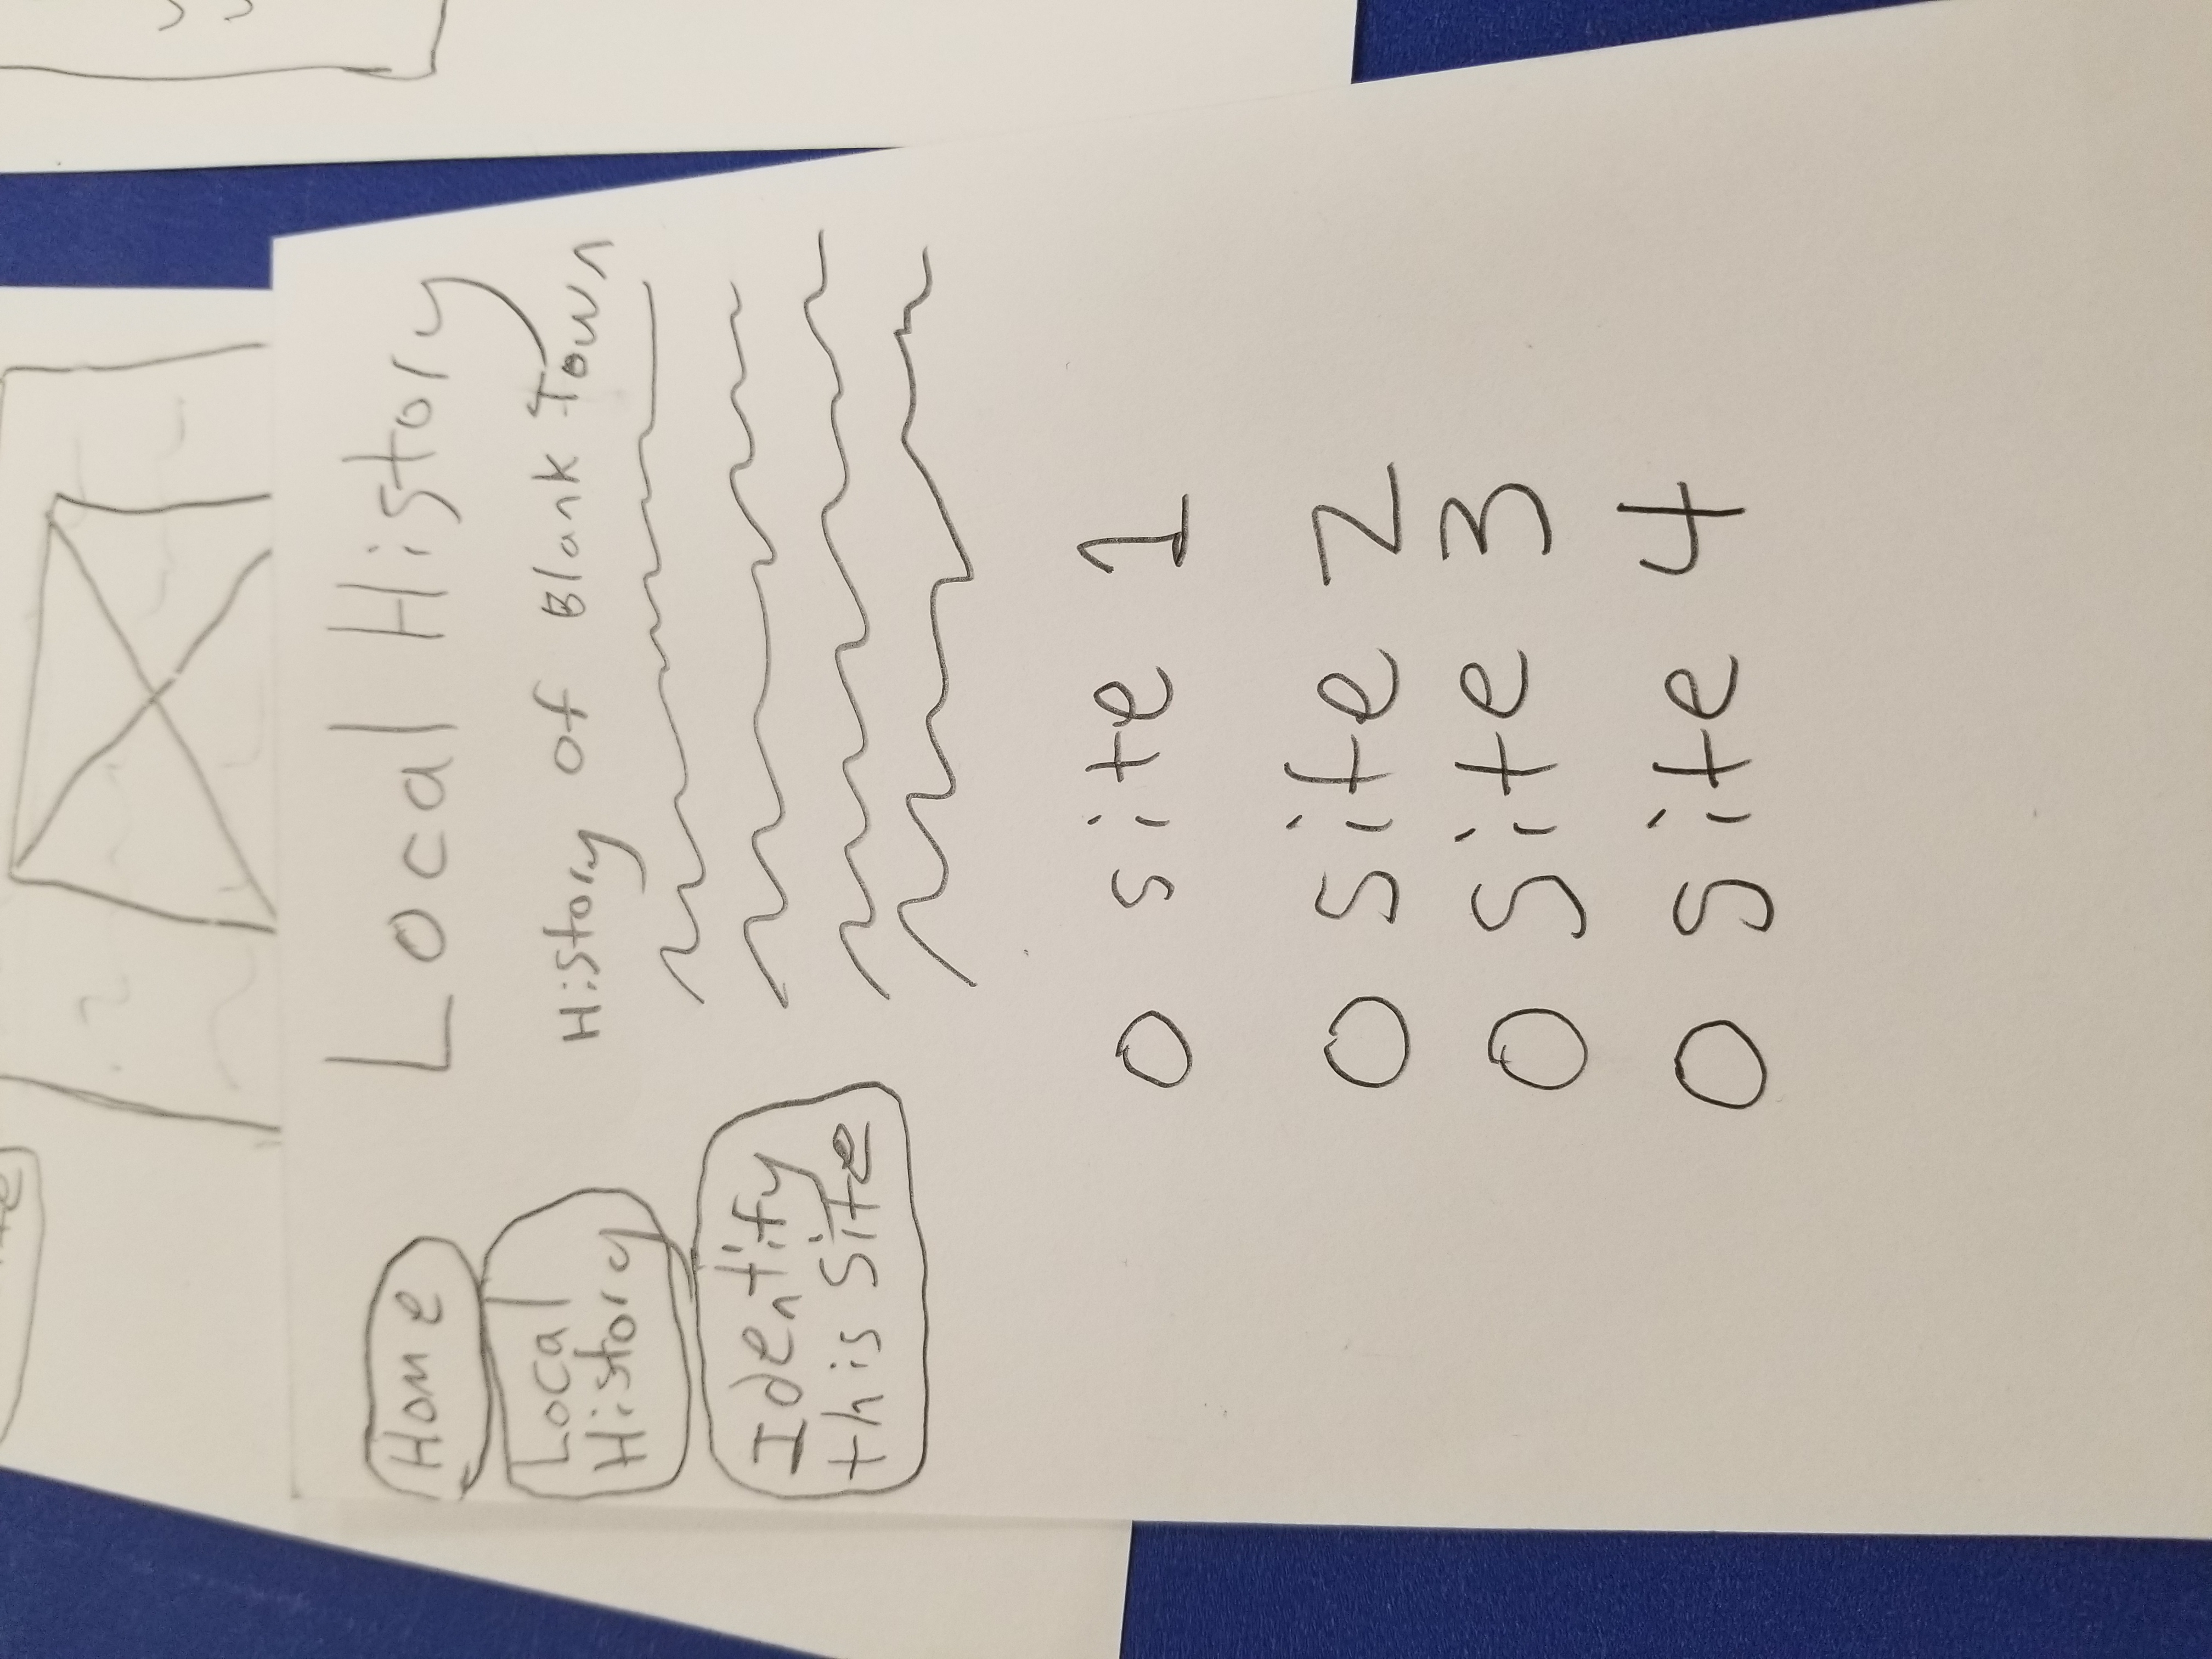 Home
Local
History
Identify
this Site
Local History
History of Blank Town
site 1
site 2
site 3
site 4